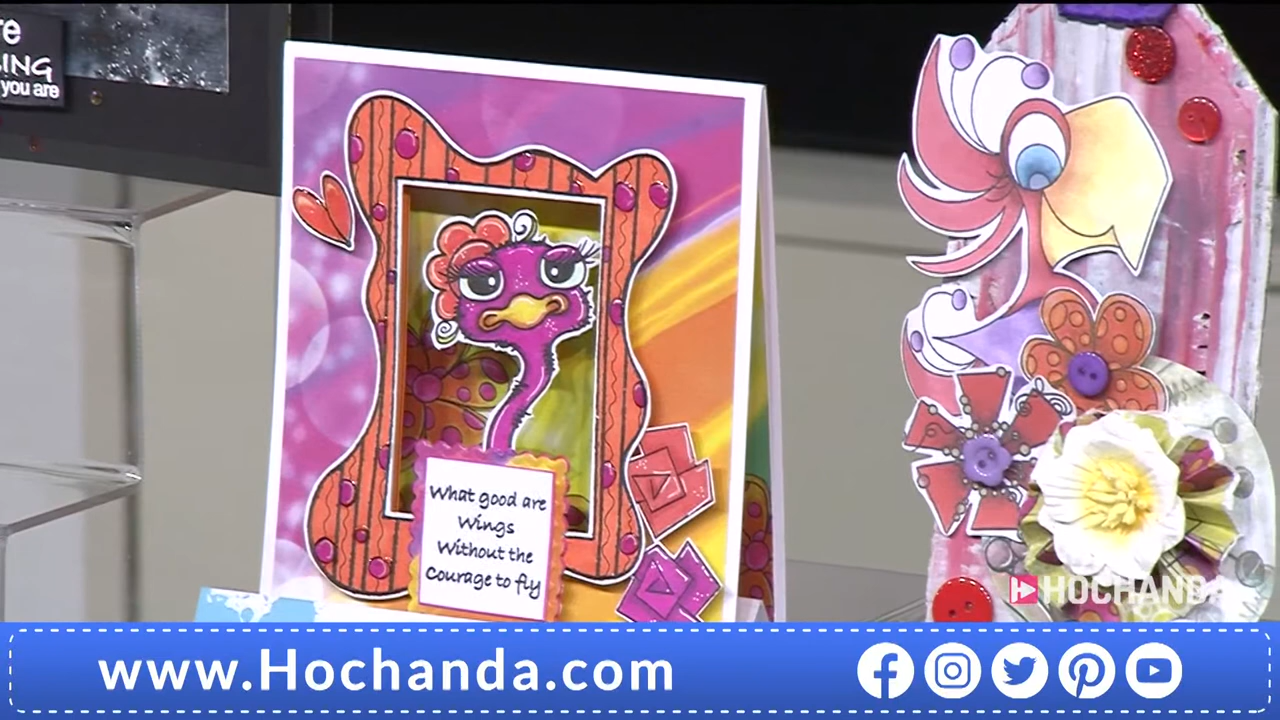 re
ING
you are
What good are
Wings
Without the
Courage to fly
HOCHANDA
www.Hochanda.com